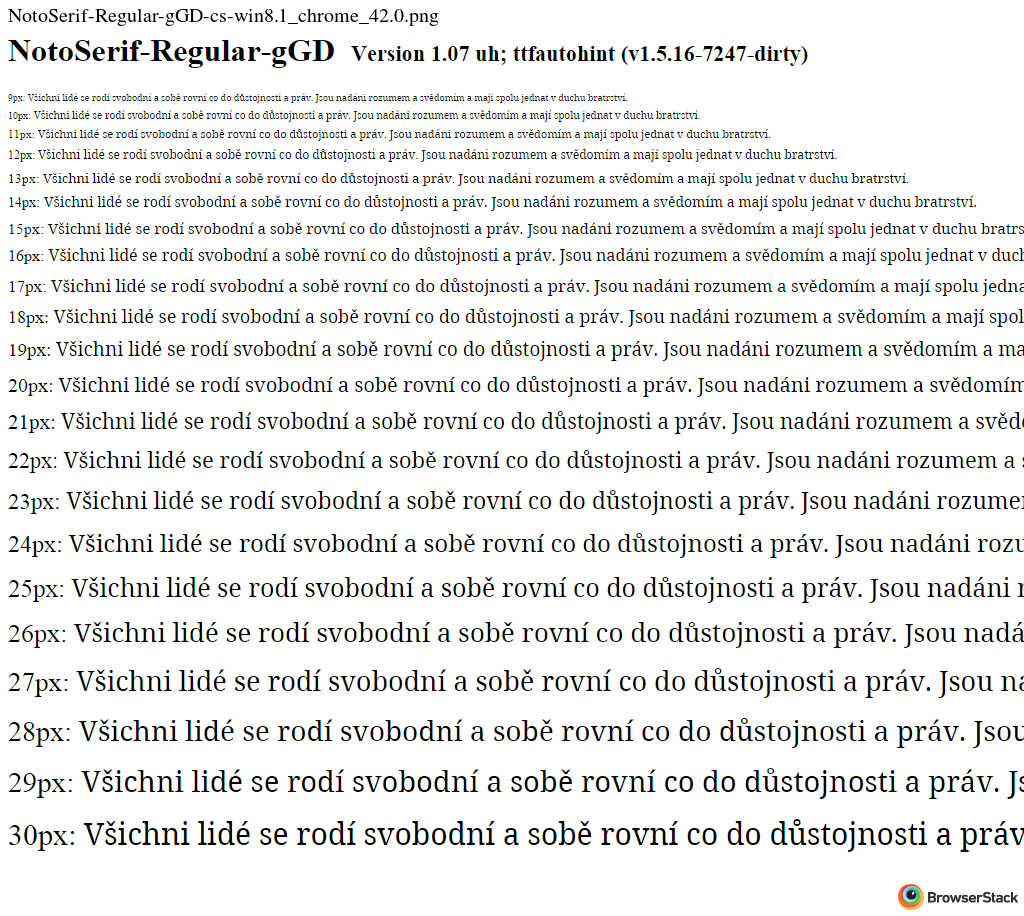 NotoSerif-Regular-gGD-cs-win8.1_chrome_42.0.png
NotoSerif-Regular-gGD Version 1.07 uh; ttfautohint (v1.5.16-7247-dirty)
9px: Všichni lidé se rodí svobodní a sobě rovní co do důstojnosti a práv. Jsou nadáni rozumem a svědomím a mají spolu jednat v duchu bratrství.
10px: Všichni lidé se rodí svobodní a sobě rovní co do důstojnosti a práv. Jsou nadáni rozumem a svědomím a mají spolu jednat v duchu bratrství.
11px: Všichni lidé se rodí svobodní a sobě rovní co do důstojnosti a práv. Jsou nadáni rozumem a svědomím a mají spolu jednat v duchu bratrství.
12px: Všichni lidé se rodí svobodní a sobě rovní co do důstojnosti a práv. Jsou nadáni rozumem a svědomím a mají spolu jednat v duchu bratrství.
13px: Všichni lidé se rodí svobodní a sobě rovní co do důstojnosti a práv. Jsou nadáni rozumem a svědomím a mají spolu jednat v duchu bratrství.
14px: Všichni lidé se rodí svobodní a sobě rovní co do důstojnosti a práv. Jsou nadáni rozumem a svědomím a mají spolu jednat v duchu bratrství.
15px: Všichni lidé se rodí svobodní a sobě rovní co do důstojnosti a práv. Jsou nadáni rozumem a svědomím a mají spolu jednat v duchu bratrs
16px: Všichni lidé se rodí svobodní a sobě rovní co do důstojnosti a práv. Jsou nadáni rozumem a svědomím a mají spolu jednat v duch
17px: Všichni lidé se rodí svobodní a sobě rovní co do důstojnosti a práv. Jsou nadáni rozumem a svědomím a mají spolu jedna
18px: Všichni lidé se rodí svobodní a sobě rovní co do důstojnosti a práv. Jsou nadáni rozumem a svědomím a mají spol
19px: Všichni lidé se rodí svobodní a sobě rovní co do důstojnosti a práv. Jsou nadáni rozumem a svědomím a ma
20px: Všichni lidé se rodí svobodní a sobě rovní co do důstojnosti a práv. Jsou nadáni rozumem a svědomím
21px: Všichni lidé se rodí svobodní a sobě rovní co do důstojnosti a práv. Jsou nadáni rozumem a svědo
22px: Všichni lidé se rodí svobodní a sobě rovní co do důstojnosti a práv. Jsou nadáni rozumem a s
23px: Všichni lidé se rodí svobodní a sobě rovní co do důstojnosti a práv. Jsou nadáni rozumem
24px: Všichni lidé se rodí svobodní a sobě rovní co do důstojnosti a práv. Jsou nadáni rozu
25px: Všichni lidé se rodí svobodní a sobě rovní co do důstojnosti a práv. Jsou nadáni r
26px: Všichni lidé se rodí svobodní a sobě rovní co do důstojnosti a práv. Jsou nadá
27px: Všichni lidé se rodí svobodní a sobě rovní co do důstojnosti a práv. Jsou na
28px: Všichni lidé se rodí svobodní a sobě rovní co do důstojnosti a práv. Jsou
29px: Všichni lidé se rodí svobodní a sobě rovní co do důstojnosti a práv. Js
30px: Všichni lidé se rodí svobodní a sobě rovní co do důstojnosti a práv
BrowserStack